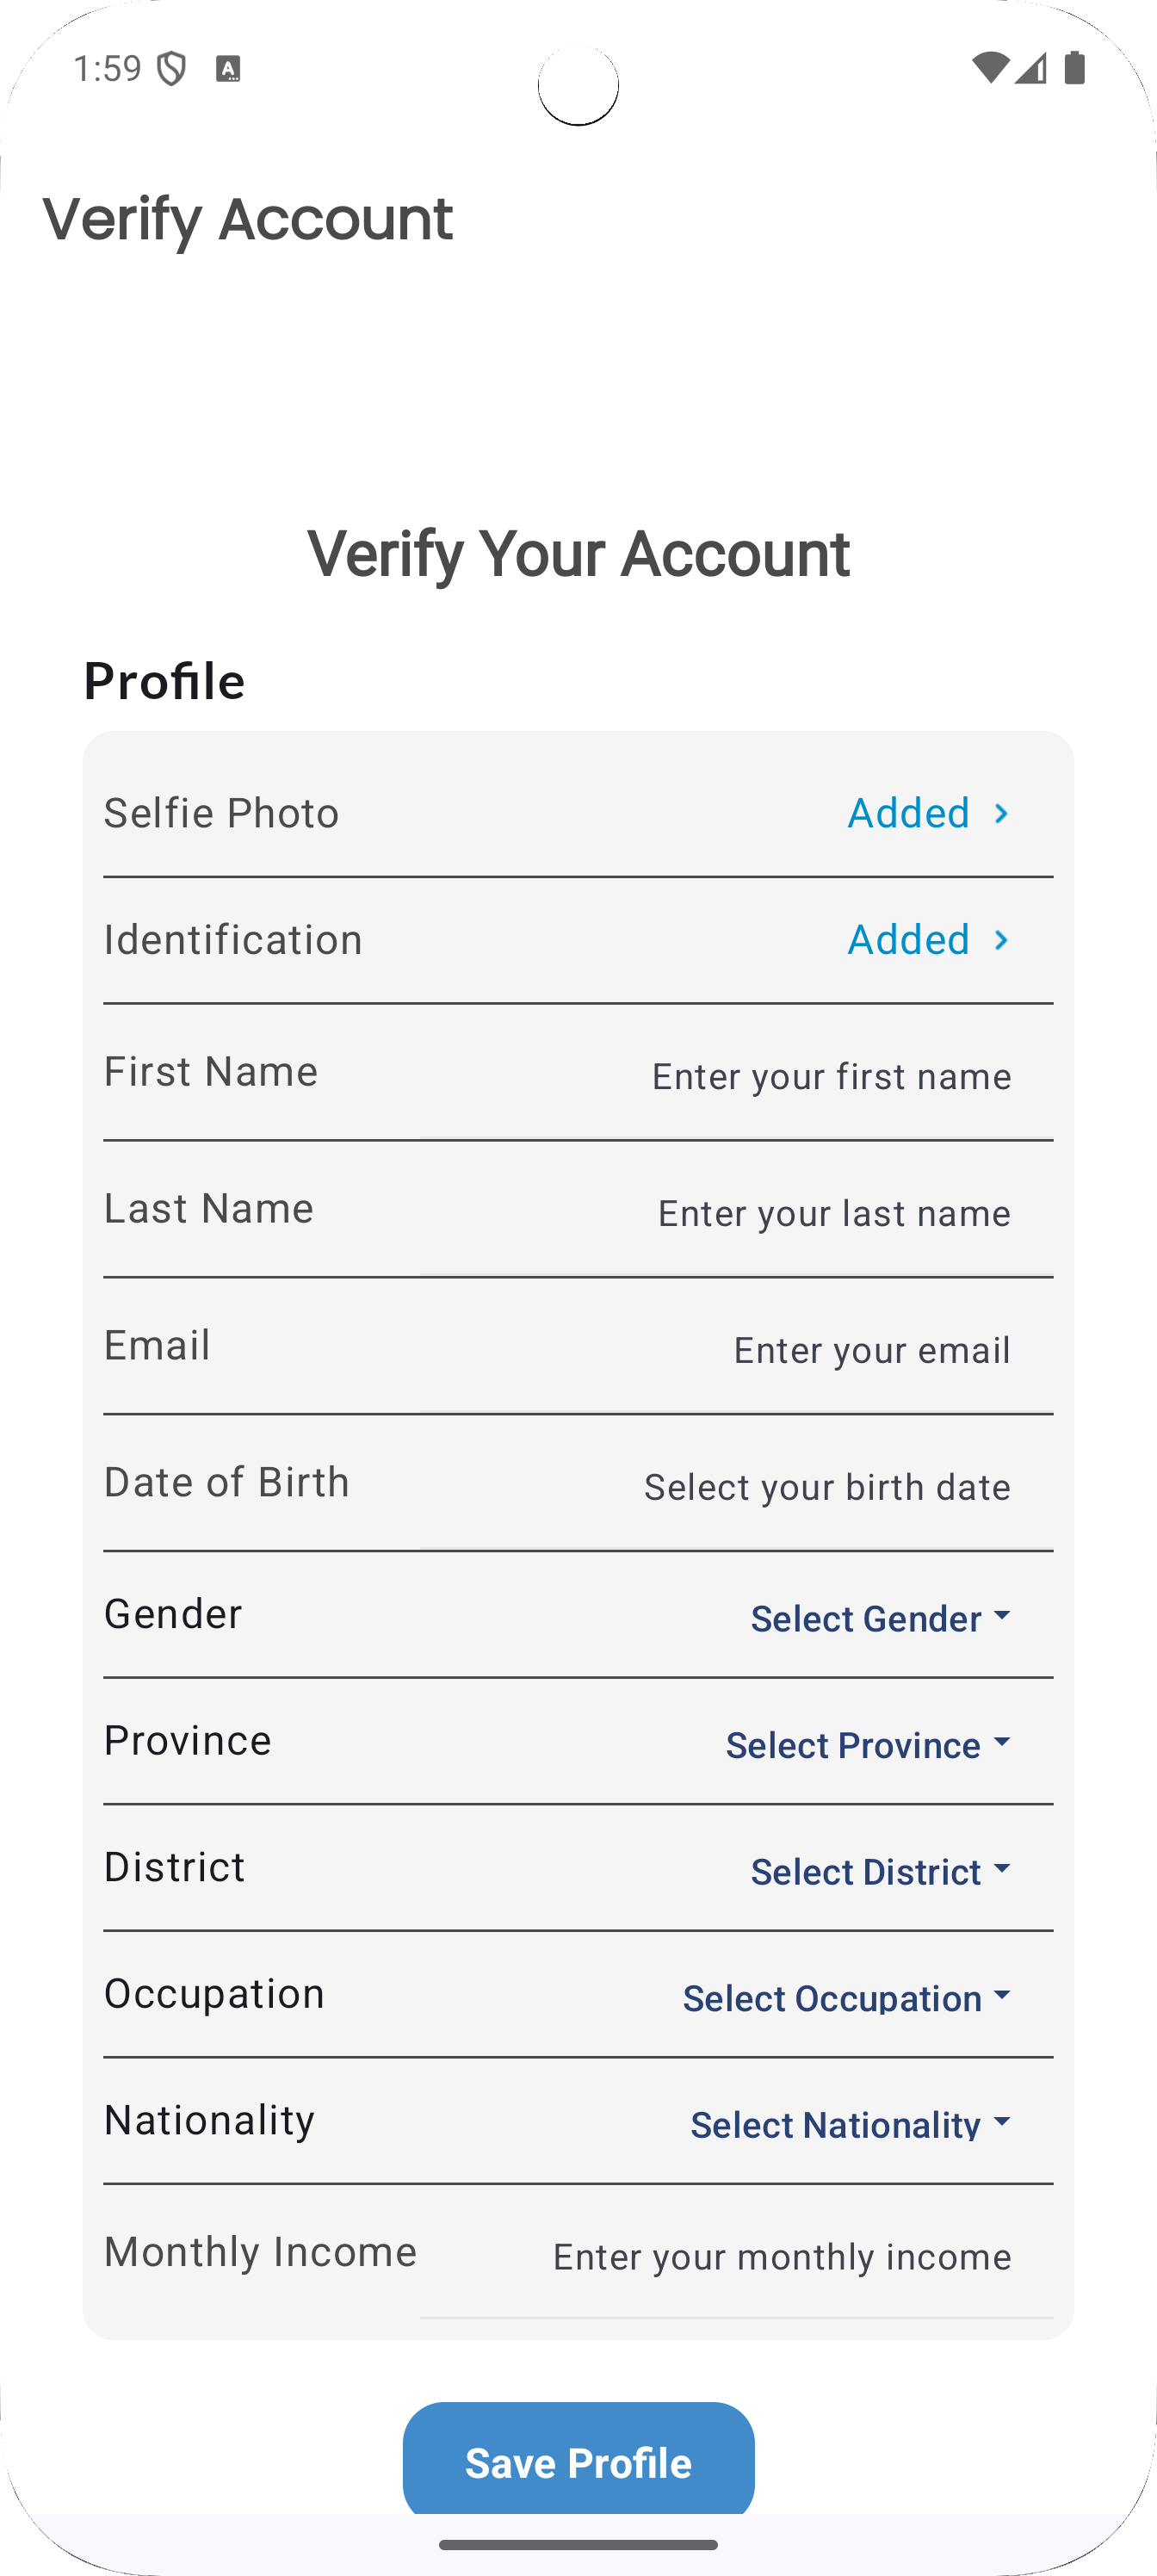 1:59
Verify Account
Verify Your Account
Profile
Selfie Photo Added
Identification Added
First Name Enter your first name
Last Name Enter your last name
Email Enter your email
Date of Birth Select your birth date
Gender Select Gender
Province Select Province
District Select District
Occupation Select Occupation
Nationality Select Nationality
Monthly Income Enter your monthly income
Save Profile